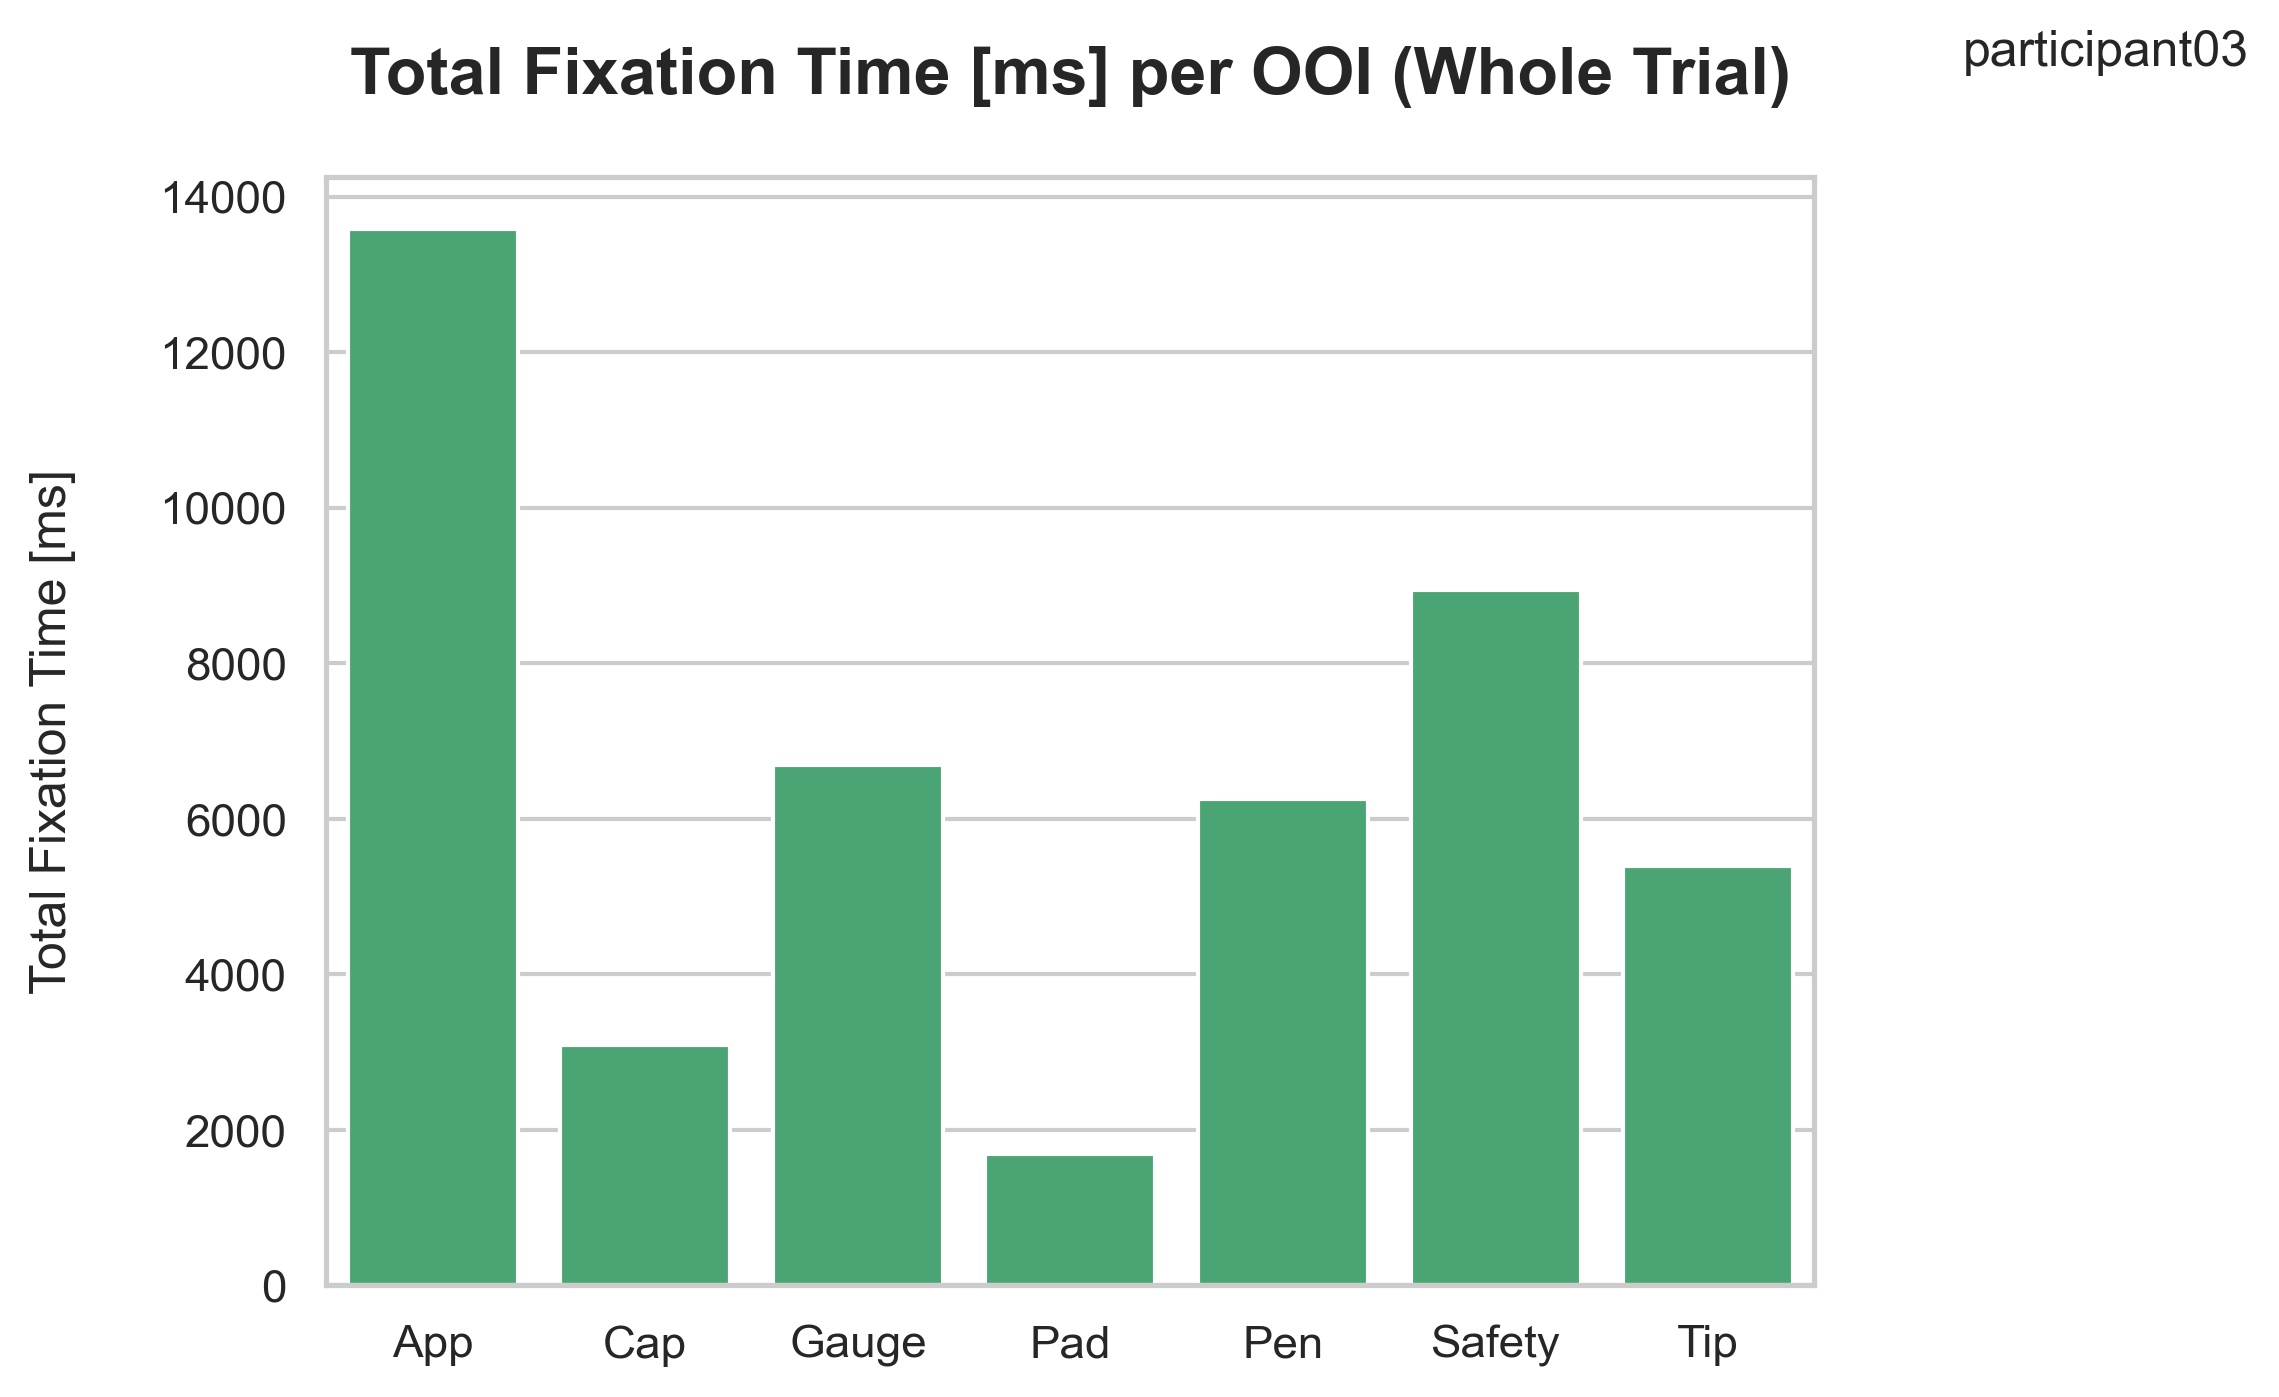 Total Fixation Time [ms] per OOI (Whole Trial)
participant03
Total Fixation Time [ms]
14000
12000
10000
8000
6000
4000
2000
0
App Cap Gauge Pad Pen Safety Tip